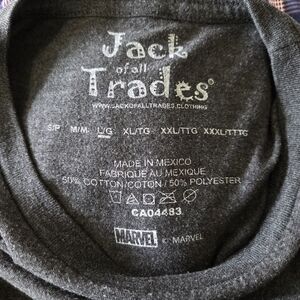 Jack
of all
Trades®
WWW.JACKOFALLTRADES.CLOTHING
S/P M/M L/G XL/TG XXL/TTG XXXL/TTTG
MADE IN MEXICO
FABRIQUE AU MEXIQUE
50% COTTON/COTON / 50% POLYESTER
CA04483
MARVEL © MARVEL